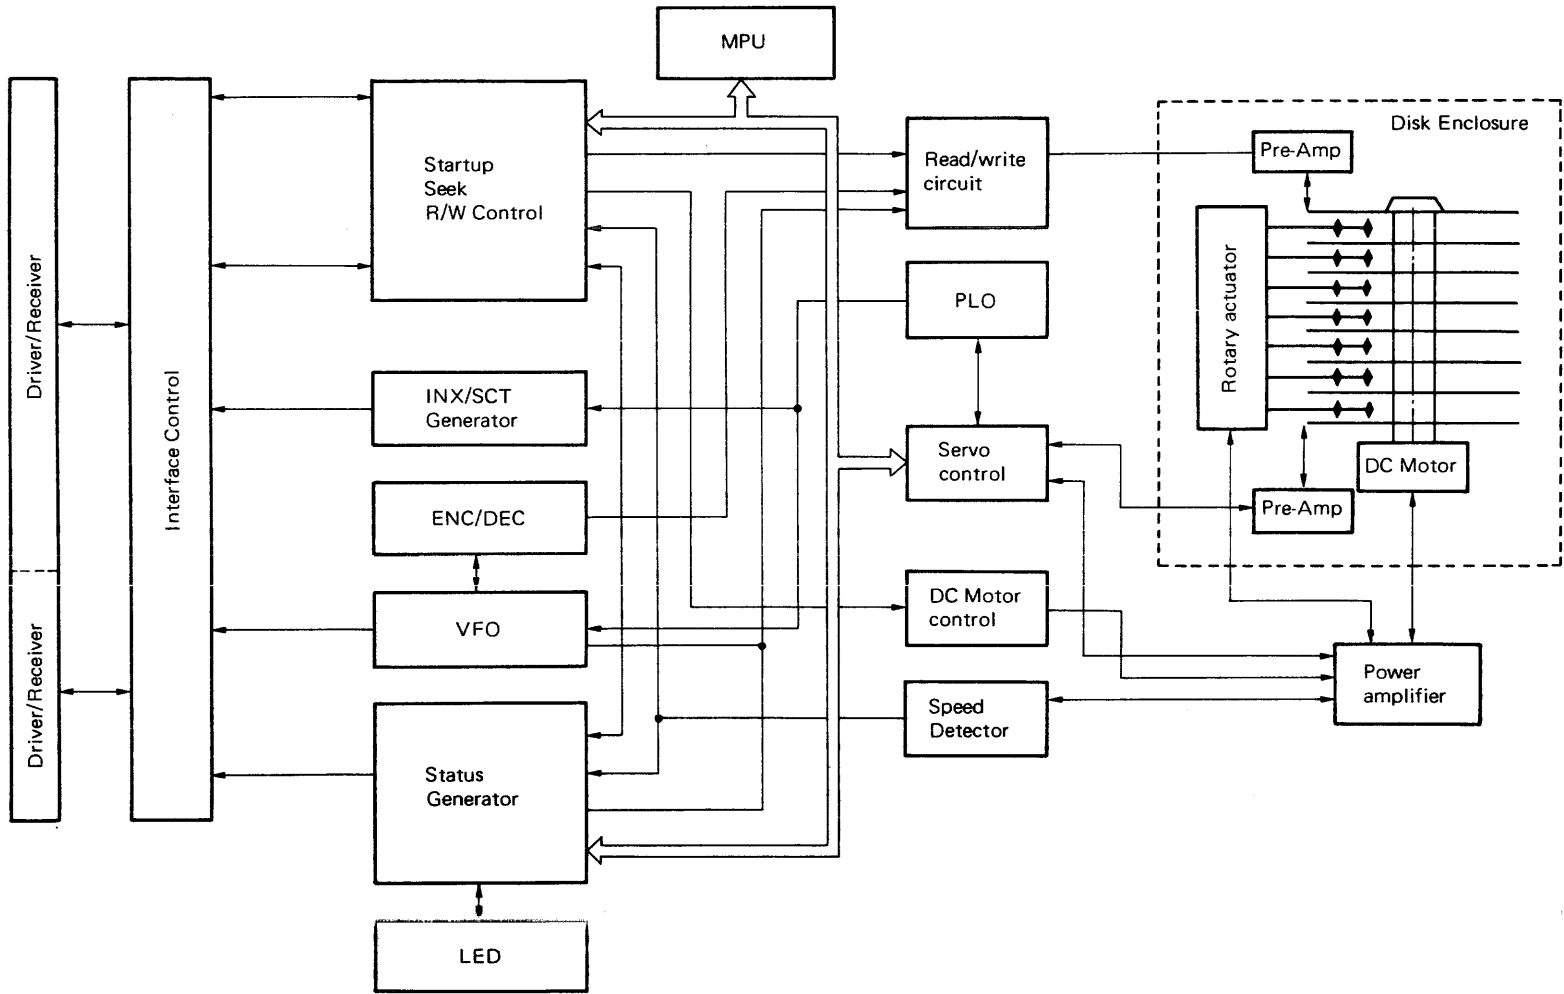 MPU
Disk Enclosure
Startup
Seek
R/W Control
Read/write
circuit
Pre-Amp
Driver/Receiver
Interface Control
PLO
Rotary actuator
INX/SCT
Generator
Servo
control
DC Motor
Pre-Amp
ENC/DEC
VFO
DC Motor
control
Driver/Receiver
Power
amplifier
Speed
Detector
Status
Generator
LED